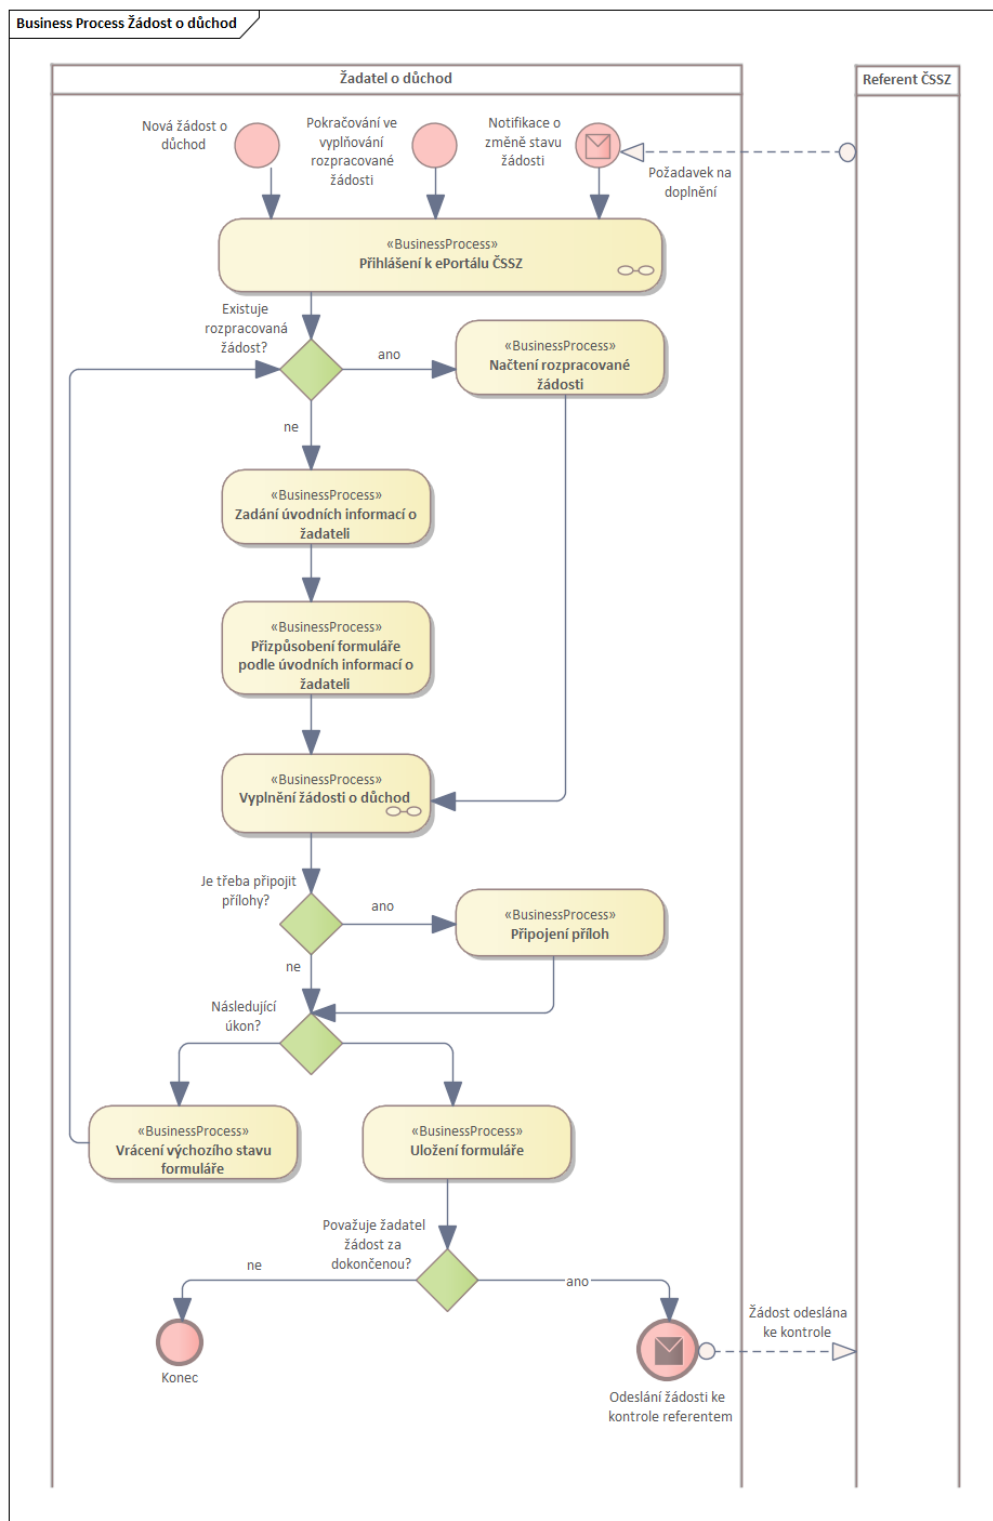 Business Process Žádost o důchod
Žadatel o důchod
Referent ČSSZ
Nová žádost o
důchod
Pokračování ve
vyplňování
rozpracované
žádosti
Notifikace o
změně stavu
žádosti
Požadavek na
doplnění
«BusinessProcess»
Přihlášení k ePortálu ČSSZ
Existuje
rozpracovaná
žádost?
ano
«BusinessProcess»
Načtení rozpracované
žádosti
ne
«BusinessProcess»
Zadání úvodních informací o
žadateli
«BusinessProcess»
Přizpůsobení formuláře
podle úvodních informací o
žadateli
«BusinessProcess»
Vyplnění žádosti o důchod
Je třeba připojit
přílohy?
ano
«BusinessProcess»
Připojení příloh
ne
Následující
úkon?
«BusinessProcess»
Vrácení výchozího stavu
formuláře
«BusinessProcess»
Uložení formuláře
Považuje žadatel
žádost za
dokončenou?
ne
ano
Konec
Odeslání žádosti ke
kontrole referentem
Žádost odeslána
ke kontrole